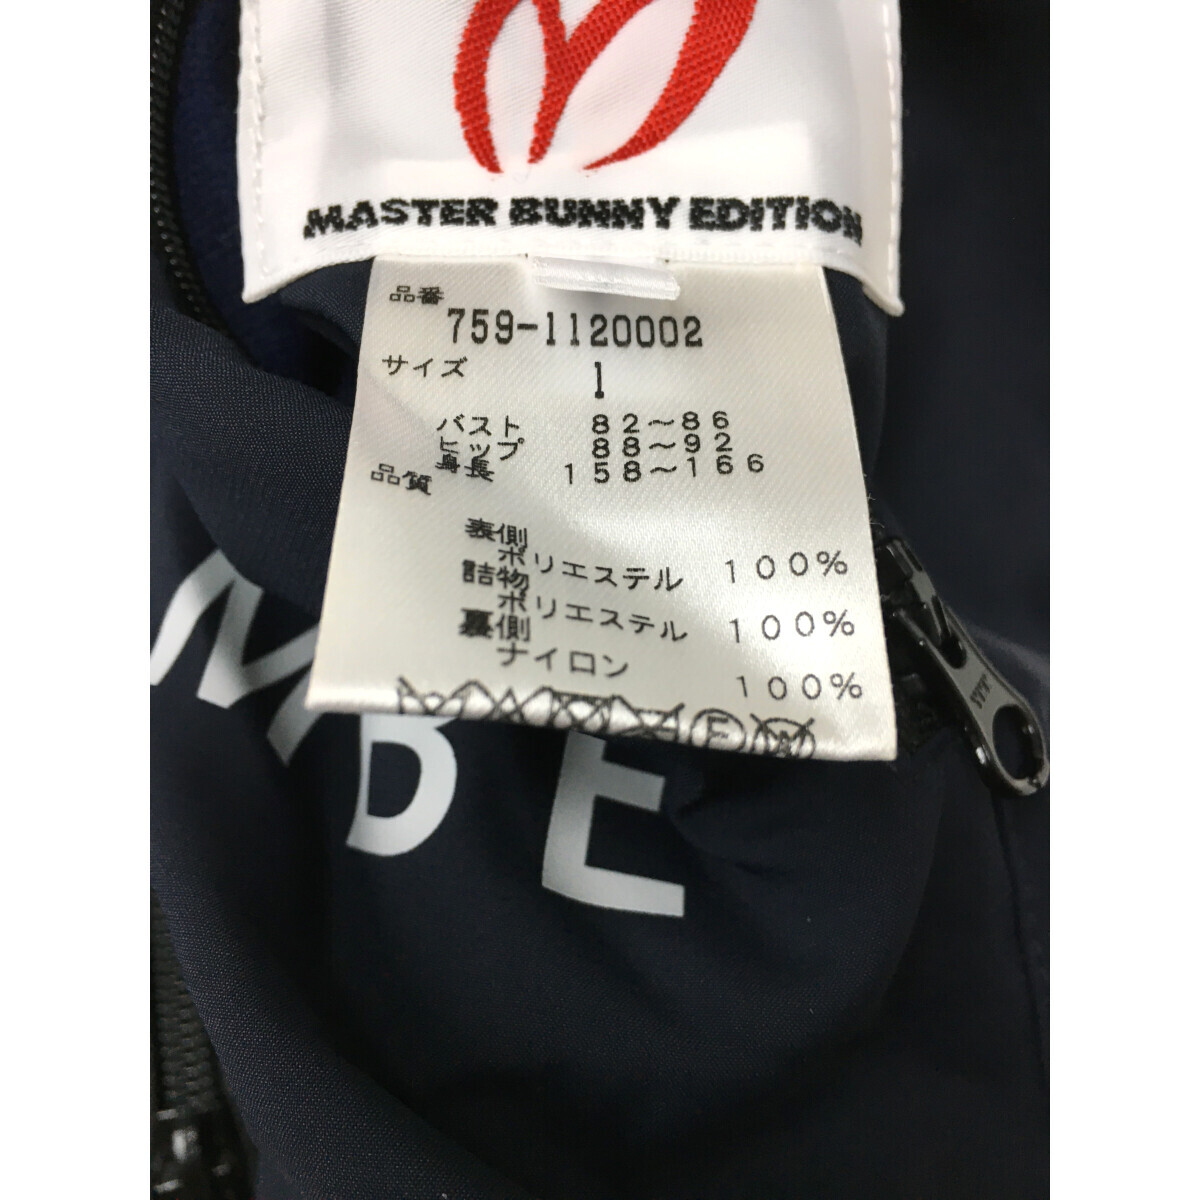 MASTER BUNNY EDITION
品番
759-1120002
サイズ 1
バスト 82～86
ヒップ 88～92
身長 158～166
品質
表側
ポリエステル 100%
詰物
ポリエステル 100%
裏側
ナイロン 100%
MBE